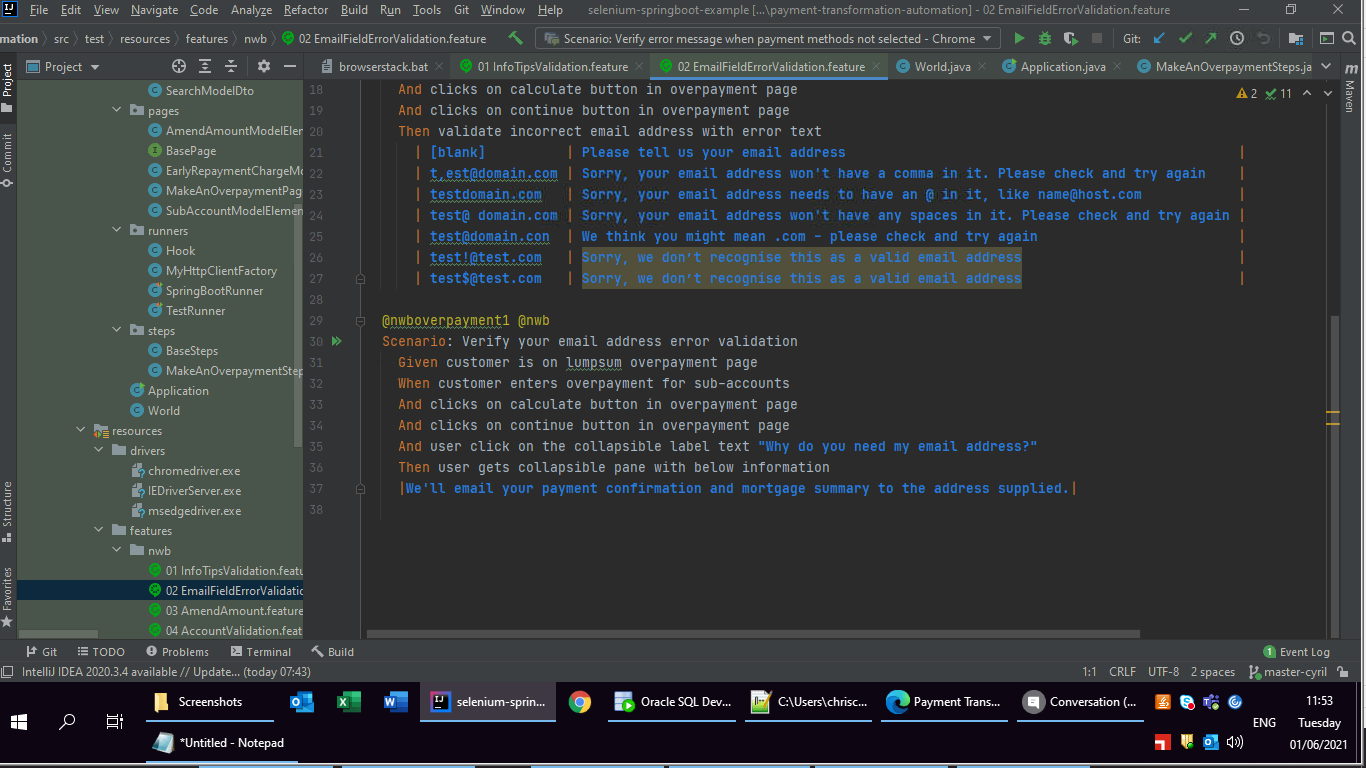 File Edit View Navigate Code Analyze Refactor Build Run Tools Git Window Help selenium-springboot-example [...\payment-transformation-automation] - 02 EmailFieldErrorValidation.feature
mation src test resources features nwb 02 EmailFieldErrorValidation.feature Scenario: Verify error message when payment methods not selected - Chrome Git:
Project browserstack.bat 01 InfoTipsValidation.feature 02 EmailFieldErrorValidation.feature World.java Application.java MakeAnOverpaymentSteps.ja
Project
Commit
Structure
Favorites
Maven
SearchModelDto
pages
AmendAmountModelElem
BasePage
EarlyRepaymentChargeMo
MakeAnOverpaymentPag
SubAccountModelElemen
runners
Hook
MyHttpClientFactory
SpringBootRunner
TestRunner
steps
BaseSteps
MakeAnOverpaymentStep
Application
World
resources
drivers
chromedriver.exe
IEDriverServer.exe
msedgedriver.exe
features
nwb
01 InfoTipsValidation.featu
02 EmailFieldErrorValidatio
03 AmendAmount.feature
04 AccountValidation.feat
2 11
18 And clicks on calculate button in overpayment page
19 And clicks on continue button in overpayment page
20 Then validate incorrect email address with error text
21 | [blank] | Please tell us your email address |
22 | t,est@domain.com | Sorry, your email address won't have a comma in it. Please check and try again |
23 | testdomain.com | Sorry, your email address needs to have an @ in it, like name@host.com |
24 | test@ domain.com | Sorry, your email address won't have any spaces in it. Please check and try again |
25 | test@domain.con | We think you might mean .com - please check and try again |
26 | test!@test.com | Sorry, we don’t recognise this as a valid email address |
27 | test$@test.com | Sorry, we don’t recognise this as a valid email address |
28
29 @nwboverpayment1 @nwb
30 Scenario: Verify your email address error validation
31 Given customer is on lumpsum overpayment page
32 When customer enters overpayment for sub-accounts
33 And clicks on calculate button in overpayment page
34 And clicks on continue button in overpayment page
35 And user click on the collapsible label text "Why do you need my email address?"
36 Then user gets collapsible pane with below information
37 |We'll email your payment confirmation and mortgage summary to the address supplied.|
38
Git TODO Problems Terminal Build 1 Event Log
IntelliJ IDEA 2020.3.4 available // Update... (today 07:43) 1:1 CRLF UTF-8 2 spaces master-cyril
Screenshots selenium-sprin... Oracle SQL Dev... C:\Users\chrisc... Payment Trans... Conversation (... 11:53
ENG Tuesday
*Untitled - Notepad 01/06/2021